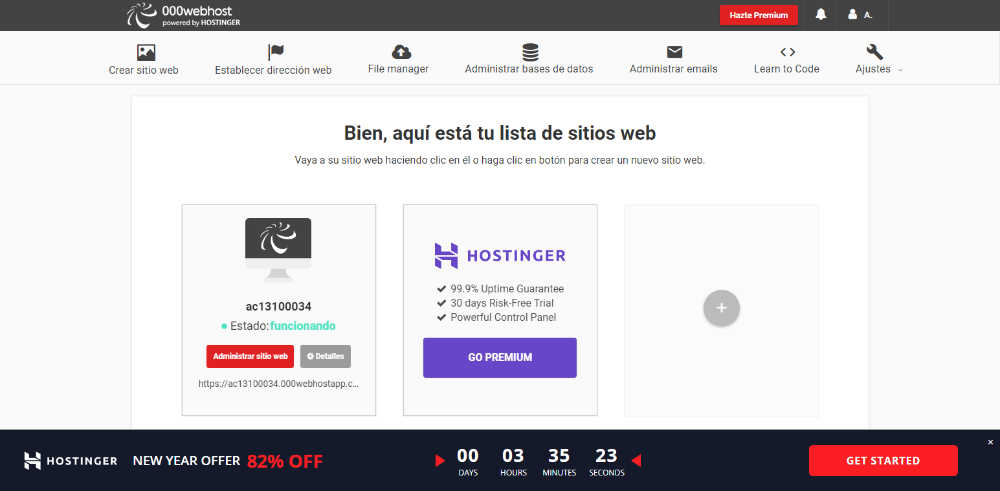 000webhost
powered by HOSTINGER
Hazte Premium
A.
Crear sitio web
Establecer dirección web
File manager
Administrar bases de datos
Administrar emails
Learn to Code
Ajustes
Bien, aquí está tu lista de sitios web
Vaya a su sitio web haciendo clic en él o haga clic en botón para crear un nuevo sitio web.
ac13100034
Estado:funcionando
Administrar sitio web
Detalles
https://ac13100034.000webhostapp.c...
HOSTINGER
99.9% Uptime Guarantee
30 days Risk-Free Trial
Powerful Control Panel
GO PREMIUM
+
HOSTINGER
NEW YEAR OFFER 82% OFF
00 03 35 23
DAYS HOURS MINUTES SECONDS
GET STARTED
×